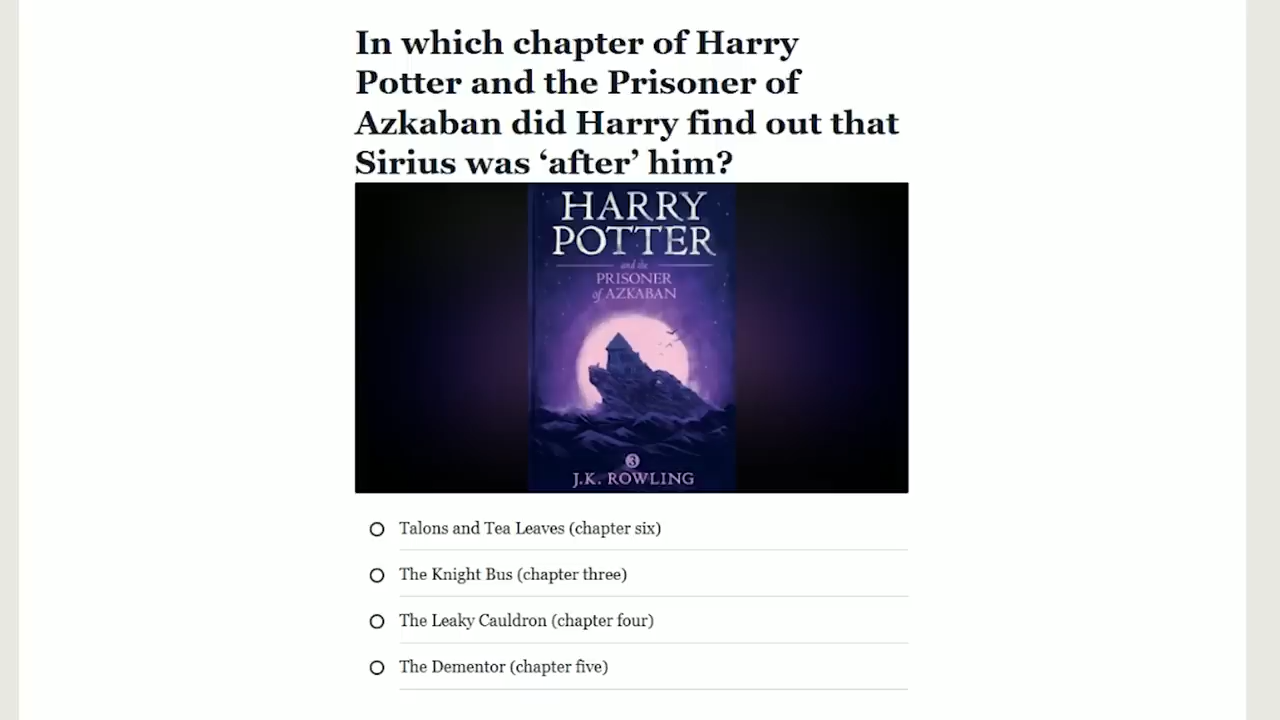 In which chapter of Harry
Potter and the Prisoner of
Azkaban did Harry find out that
Sirius was ‘after’ him?
HARRY
POTTER
and the
PRISONER
of AZKABAN
3
J.K. ROWLING
Talons and Tea Leaves (chapter six)
The Knight Bus (chapter three)
The Leaky Cauldron (chapter four)
The Dementor (chapter five)